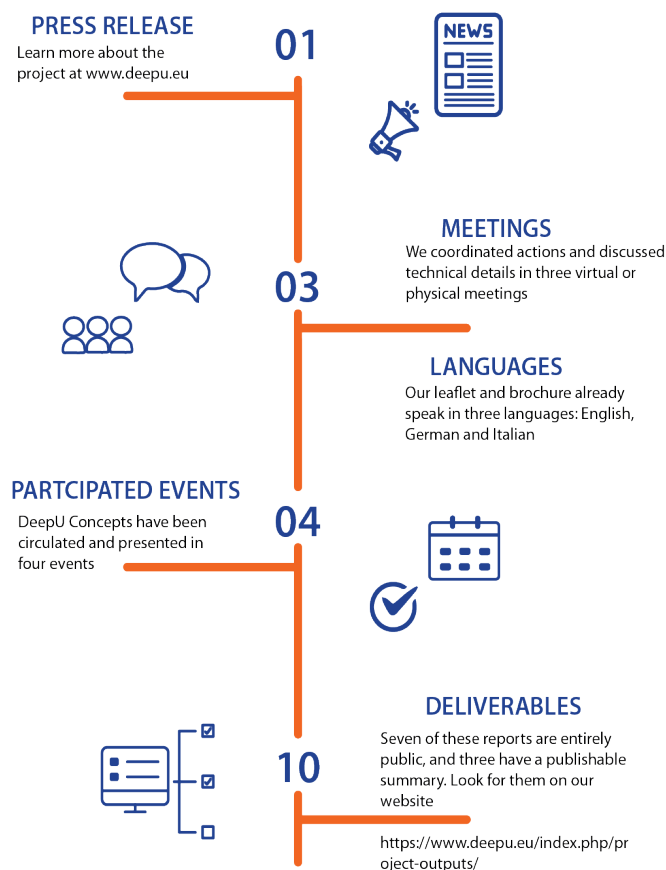 PRESS RELEASE
Learn more about the
project at www.deepu.eu
01
NEWS
MEETINGS
We coordinated actions and discussed
technical details in three virtual or
physical meetings
03
LANGUAGES
Our leaflet and brochure already
speak in three languages: English,
German and Italian
PARTCIPATED EVENTS
DeepU Concepts have been
circulated and presented in
four events
04
DELIVERABLES
Seven of these reports are entirely
public, and three have a publishable
summary. Look for them on our
website
10
https://www.deepu.eu/index.php/pr
oject-outputs/